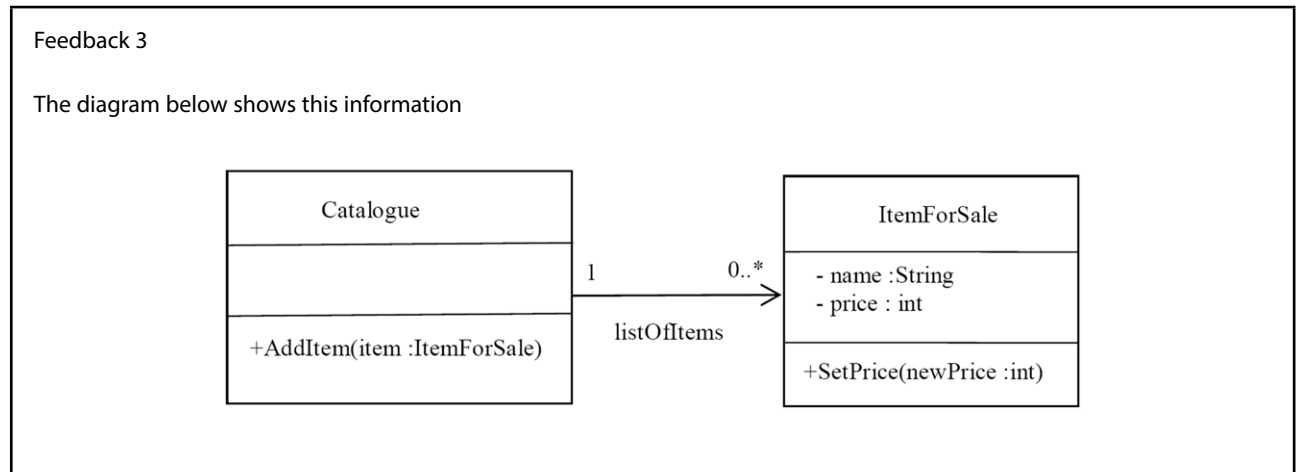 Feedback 3
The diagram below shows this information
Catalogue
+AddItem(item :ItemForSale)
1
0..*
listOfItems
ItemForSale
- name :String
- price : int
+SetPrice(newPrice :int)